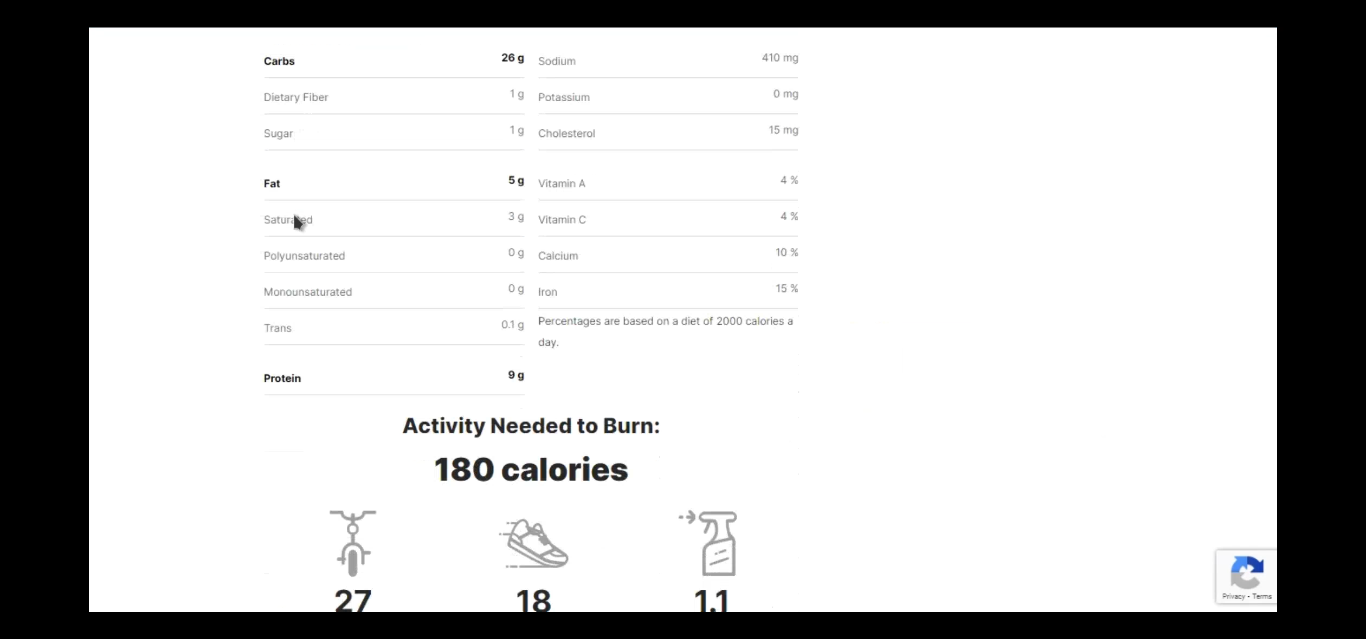 Carbs 26 g
Dietary Fiber 1 g
Sugar 1 g
Fat 5 g
Saturated 3 g
Polyunsaturated 0 g
Monounsaturated 0 g
Trans 0.1 g
Protein 9 g
Sodium 410 mg
Potassium 0 mg
Cholesterol 15 mg
Vitamin A 4 %
Vitamin C 4 %
Calcium 10 %
Iron 15 %
Percentages are based on a diet of 2000 calories a
day.
Activity Needed to Burn:
180 calories
27 18 1.1
Privacy - Terms